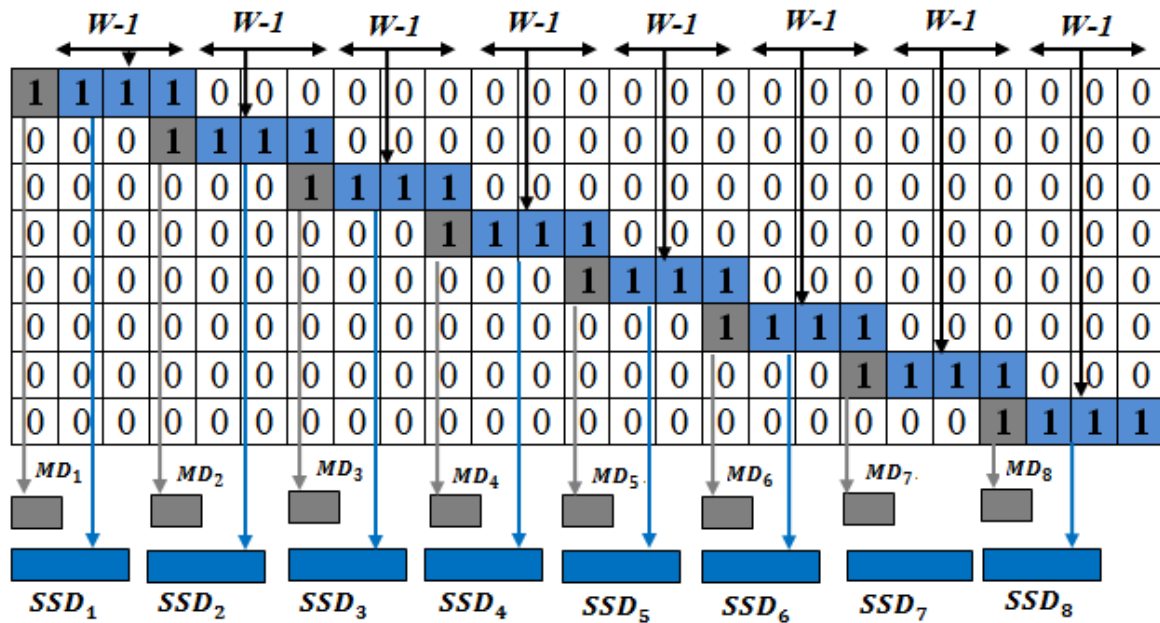 W-1 W-1 W-1 W-1 W-1 W-1 W-1 W-1
1 1 1 1 0 0 0 0 0 0 0 0 0 0 0 0 0 0 0 0 0 0 0 0 0
0 0 0 1 1 1 1 0 0 0 0 0 0 0 0 0 0 0 0 0 0 0 0 0 0
0 0 0 0 0 0 1 1 1 1 0 0 0 0 0 0 0 0 0 0 0 0 0 0 0
0 0 0 0 0 0 0 0 0 1 1 1 1 0 0 0 0 0 0 0 0 0 0 0 0
0 0 0 0 0 0 0 0 0 0 0 0 1 1 1 1 0 0 0 0 0 0 0 0 0
0 0 0 0 0 0 0 0 0 0 0 0 0 0 0 1 1 1 1 0 0 0 0 0 0
0 0 0 0 0 0 0 0 0 0 0 0 0 0 0 0 0 0 1 1 1 1 0 0 0
0 0 0 0 0 0 0 0 0 0 0 0 0 0 0 0 0 0 0 0 0 1 1 1 1
MD₁ MD₂ MD₃ MD₄ MD₅. MD₆ MD₇. MD₈
SSD₁ SSD₂ SSD₃ SSD₄ SSD₅ SSD₆ SSD₇ SSD₈